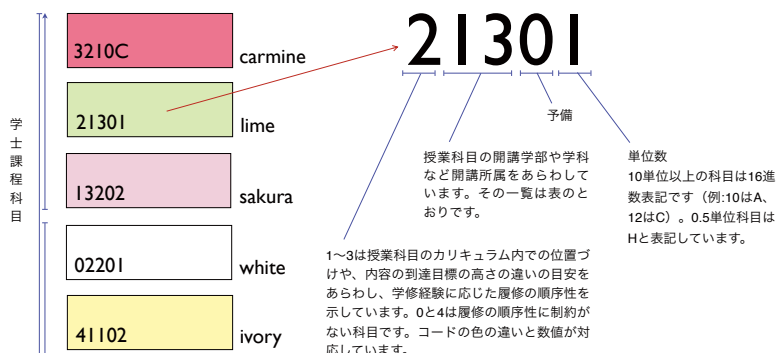 学士課程科目
3210C
carmine
21301
lime
13202
sakura
02201
white
41102
ivory
21301
予備
授業科目の開講学部や学科
など開講所属をあらわして
います。その一覧は表のと
おりです。
単位数
10単位以上の科目は16進
数表記です（例:10はA、
12はC）。0.5単位科目は
Hと表記しています。
1〜3は授業科目のカリキュラム内での位置づ
けや、内容の到達目標の高さの違いの目安を
あらわし、学修経験に応じた履修の順序性を
示しています。0と4は履修の順序性に制約が
ない科目です。コードの色の違いと数値が対
応しています。